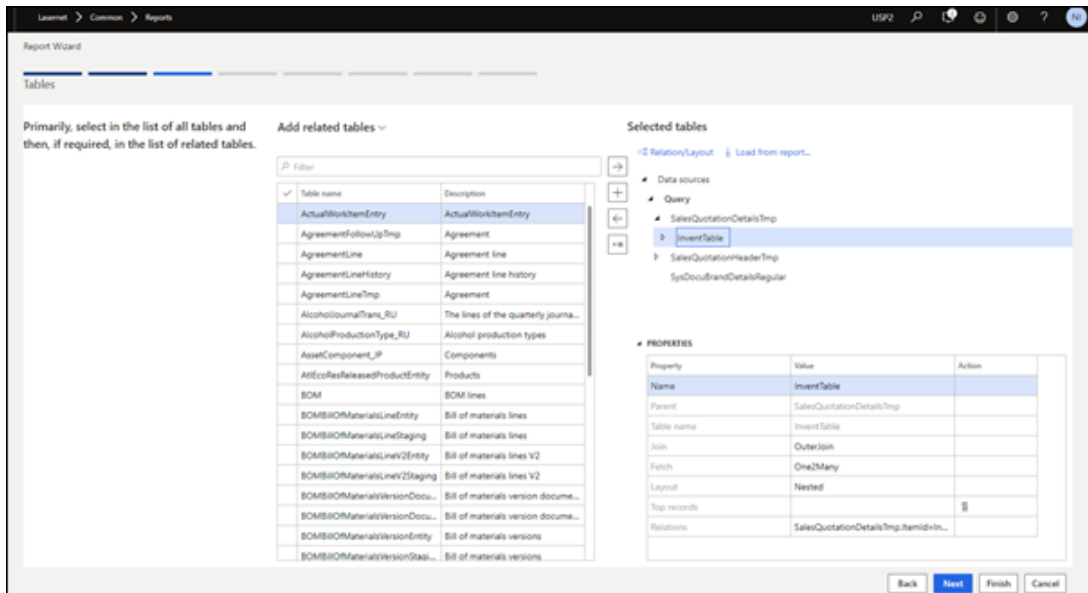 Lasernet > Common > Reports
USP2
?
NI
Report Wizard
Tables
Primarily, select in the list of all tables and
then, if required, in the list of related tables.
Add related tables
Filter
Table name Description
ActualWorkItemEntry ActualWorkItemEntry
AgreementFollowUpTmp Agreement
AgreementLine Agreement line
AgreementLineHistory Agreement line history
AgreementLineTmp Agreement
AlcoholJournalTrans_RU The lines of the quarterly journa...
AlcoholProductionType_RU Alcohol production types
AssetComponent_JP Components
AtlEcoResReleasedProductEntity Products
BOM BOM lines
BOMBillOfMaterialsLineEntity Bill of materials lines
BOMBillOfMaterialsLineStaging Bill of materials lines
BOMBillOfMaterialsLineV2Entity Bill of materials lines V2
BOMBillOfMaterialsLineV2Staging Bill of materials lines V2
BOMBillOfMaterialsVersionDocu... Bill of materials version docume...
BOMBillOfMaterialsVersionDocu... Bill of materials version docume...
BOMBillOfMaterialsVersionEntity Bill of materials versions
BOMBillOfMaterialsVersionStagi... Bill of materials versions
Selected tables
Relation/Layout Load from report...
Data sources
Query
SalesQuotationDetailsTmp
InventTable
SalesQuotationHeaderTmp
SysDocuBrandDetailsRegular
PROPERTIES
Property Value Action
Name InventTable
Parent SalesQuotationDetailsTmp
Table name InventTable
Join OuterJoin
Fetch One2Many
Layout Nested
Top records
Relations SalesQuotationDetailsTmp.ItemId=In...
Back Next Finish Cancel